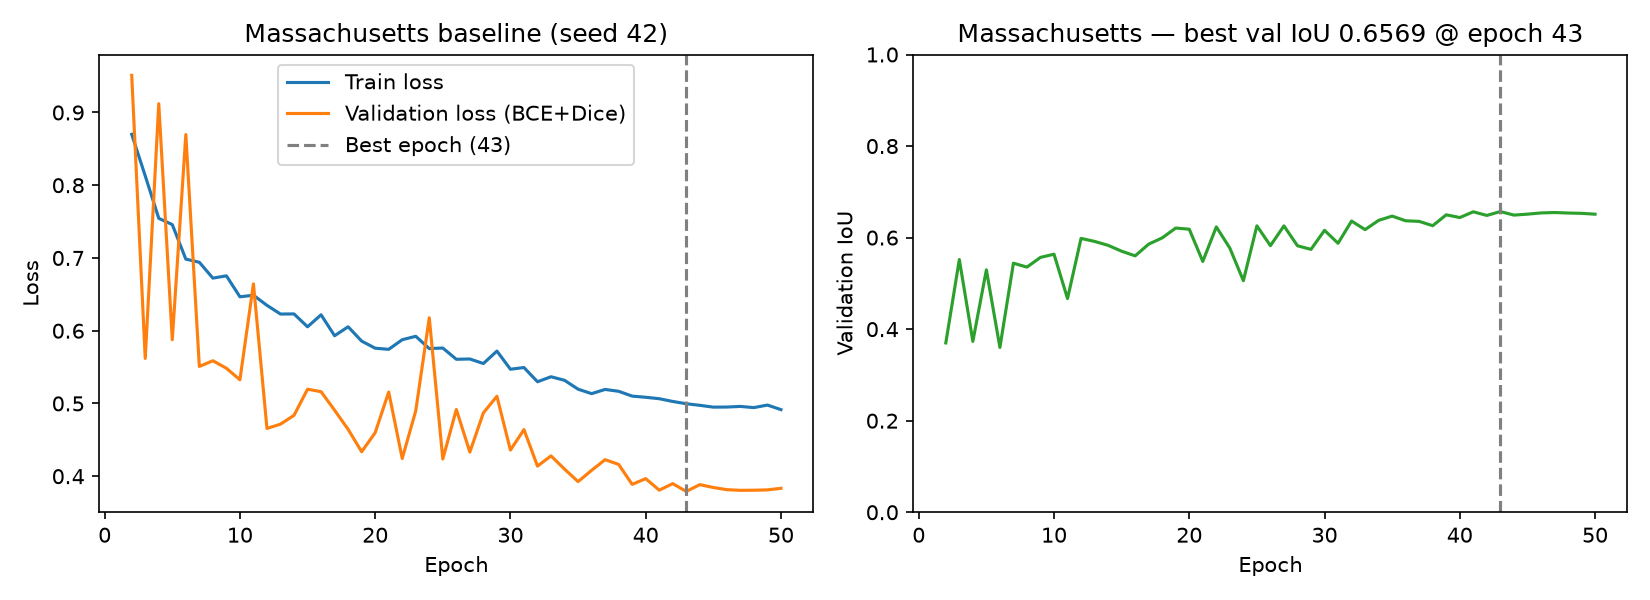 Massachusetts baseline (seed 42)
Train loss
Validation loss (BCE+Dice)
Best epoch (43)
Loss
0.9
0.8
0.7
0.6
0.5
0.4
0 10 20 30 40 50
Epoch
Massachusetts — best val IoU 0.6569 @ epoch 43
Validation IoU
1.0
0.8
0.6
0.4
0.2
0.0
0 10 20 30 40 50
Epoch